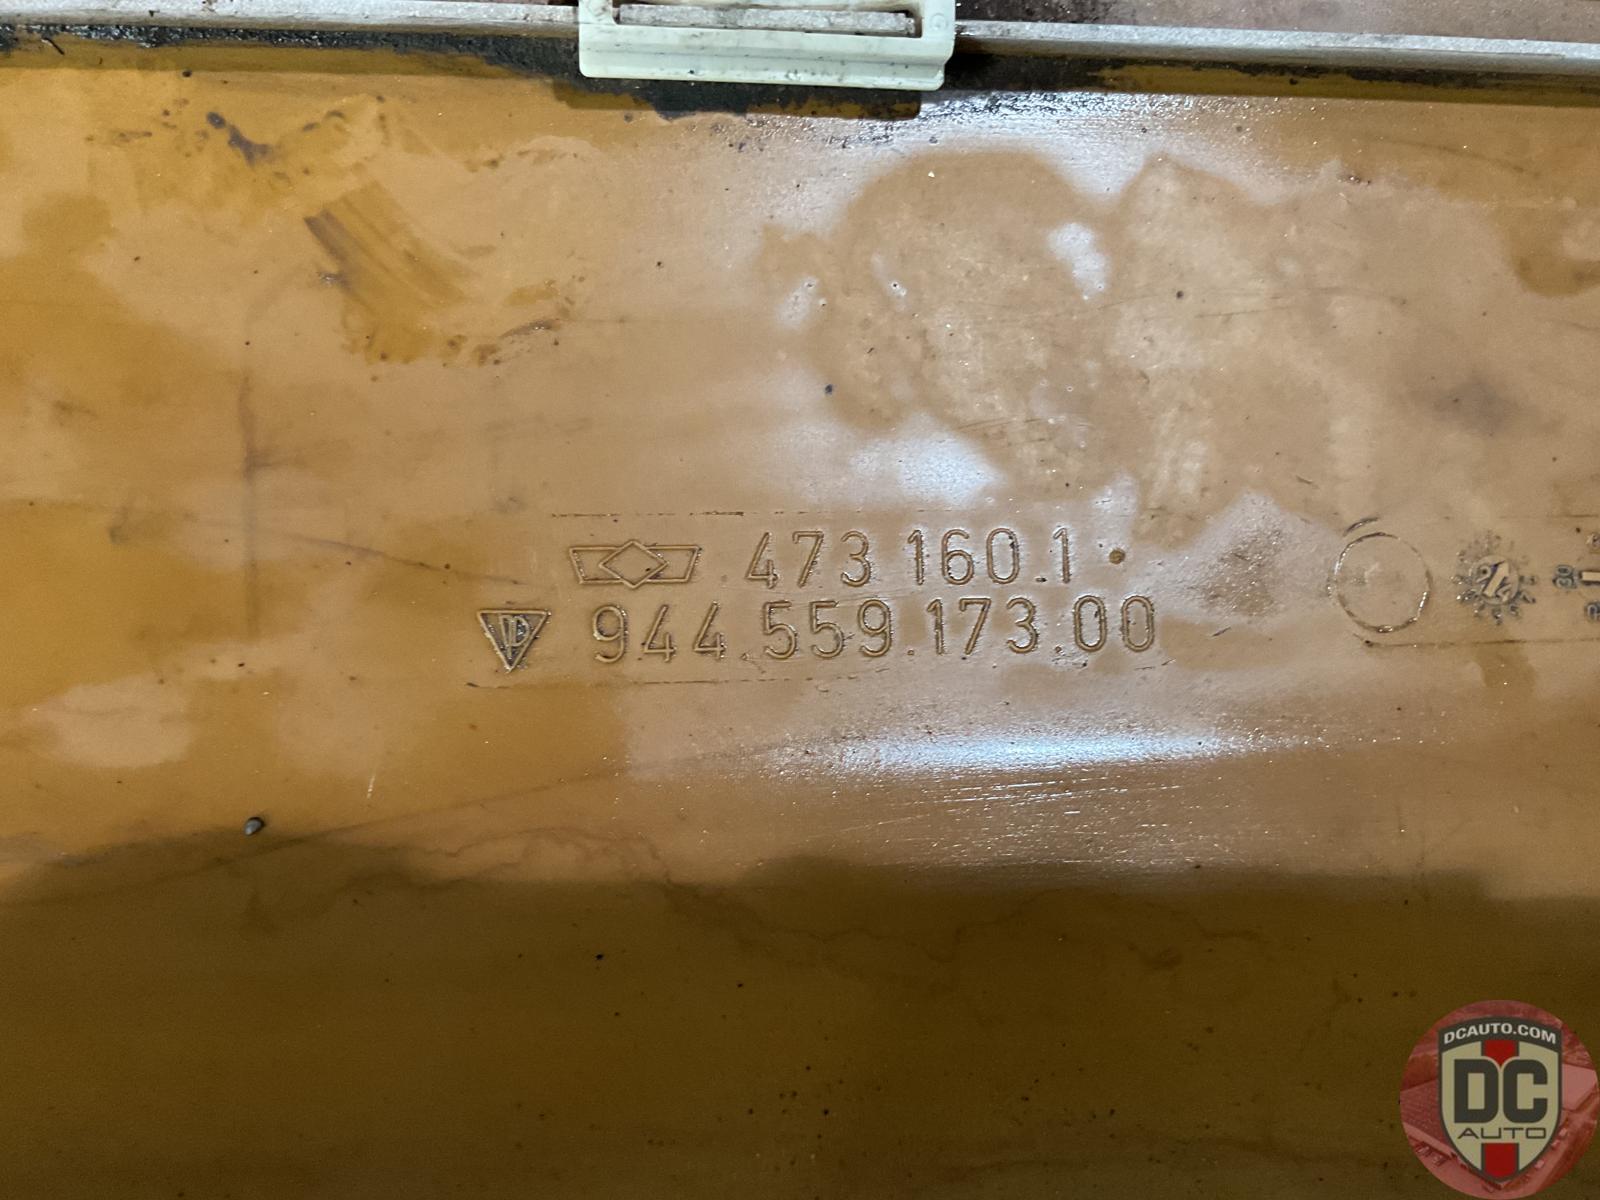 473 160.1
944.559.173.00
DCAUTO.COM
DC
AUTO